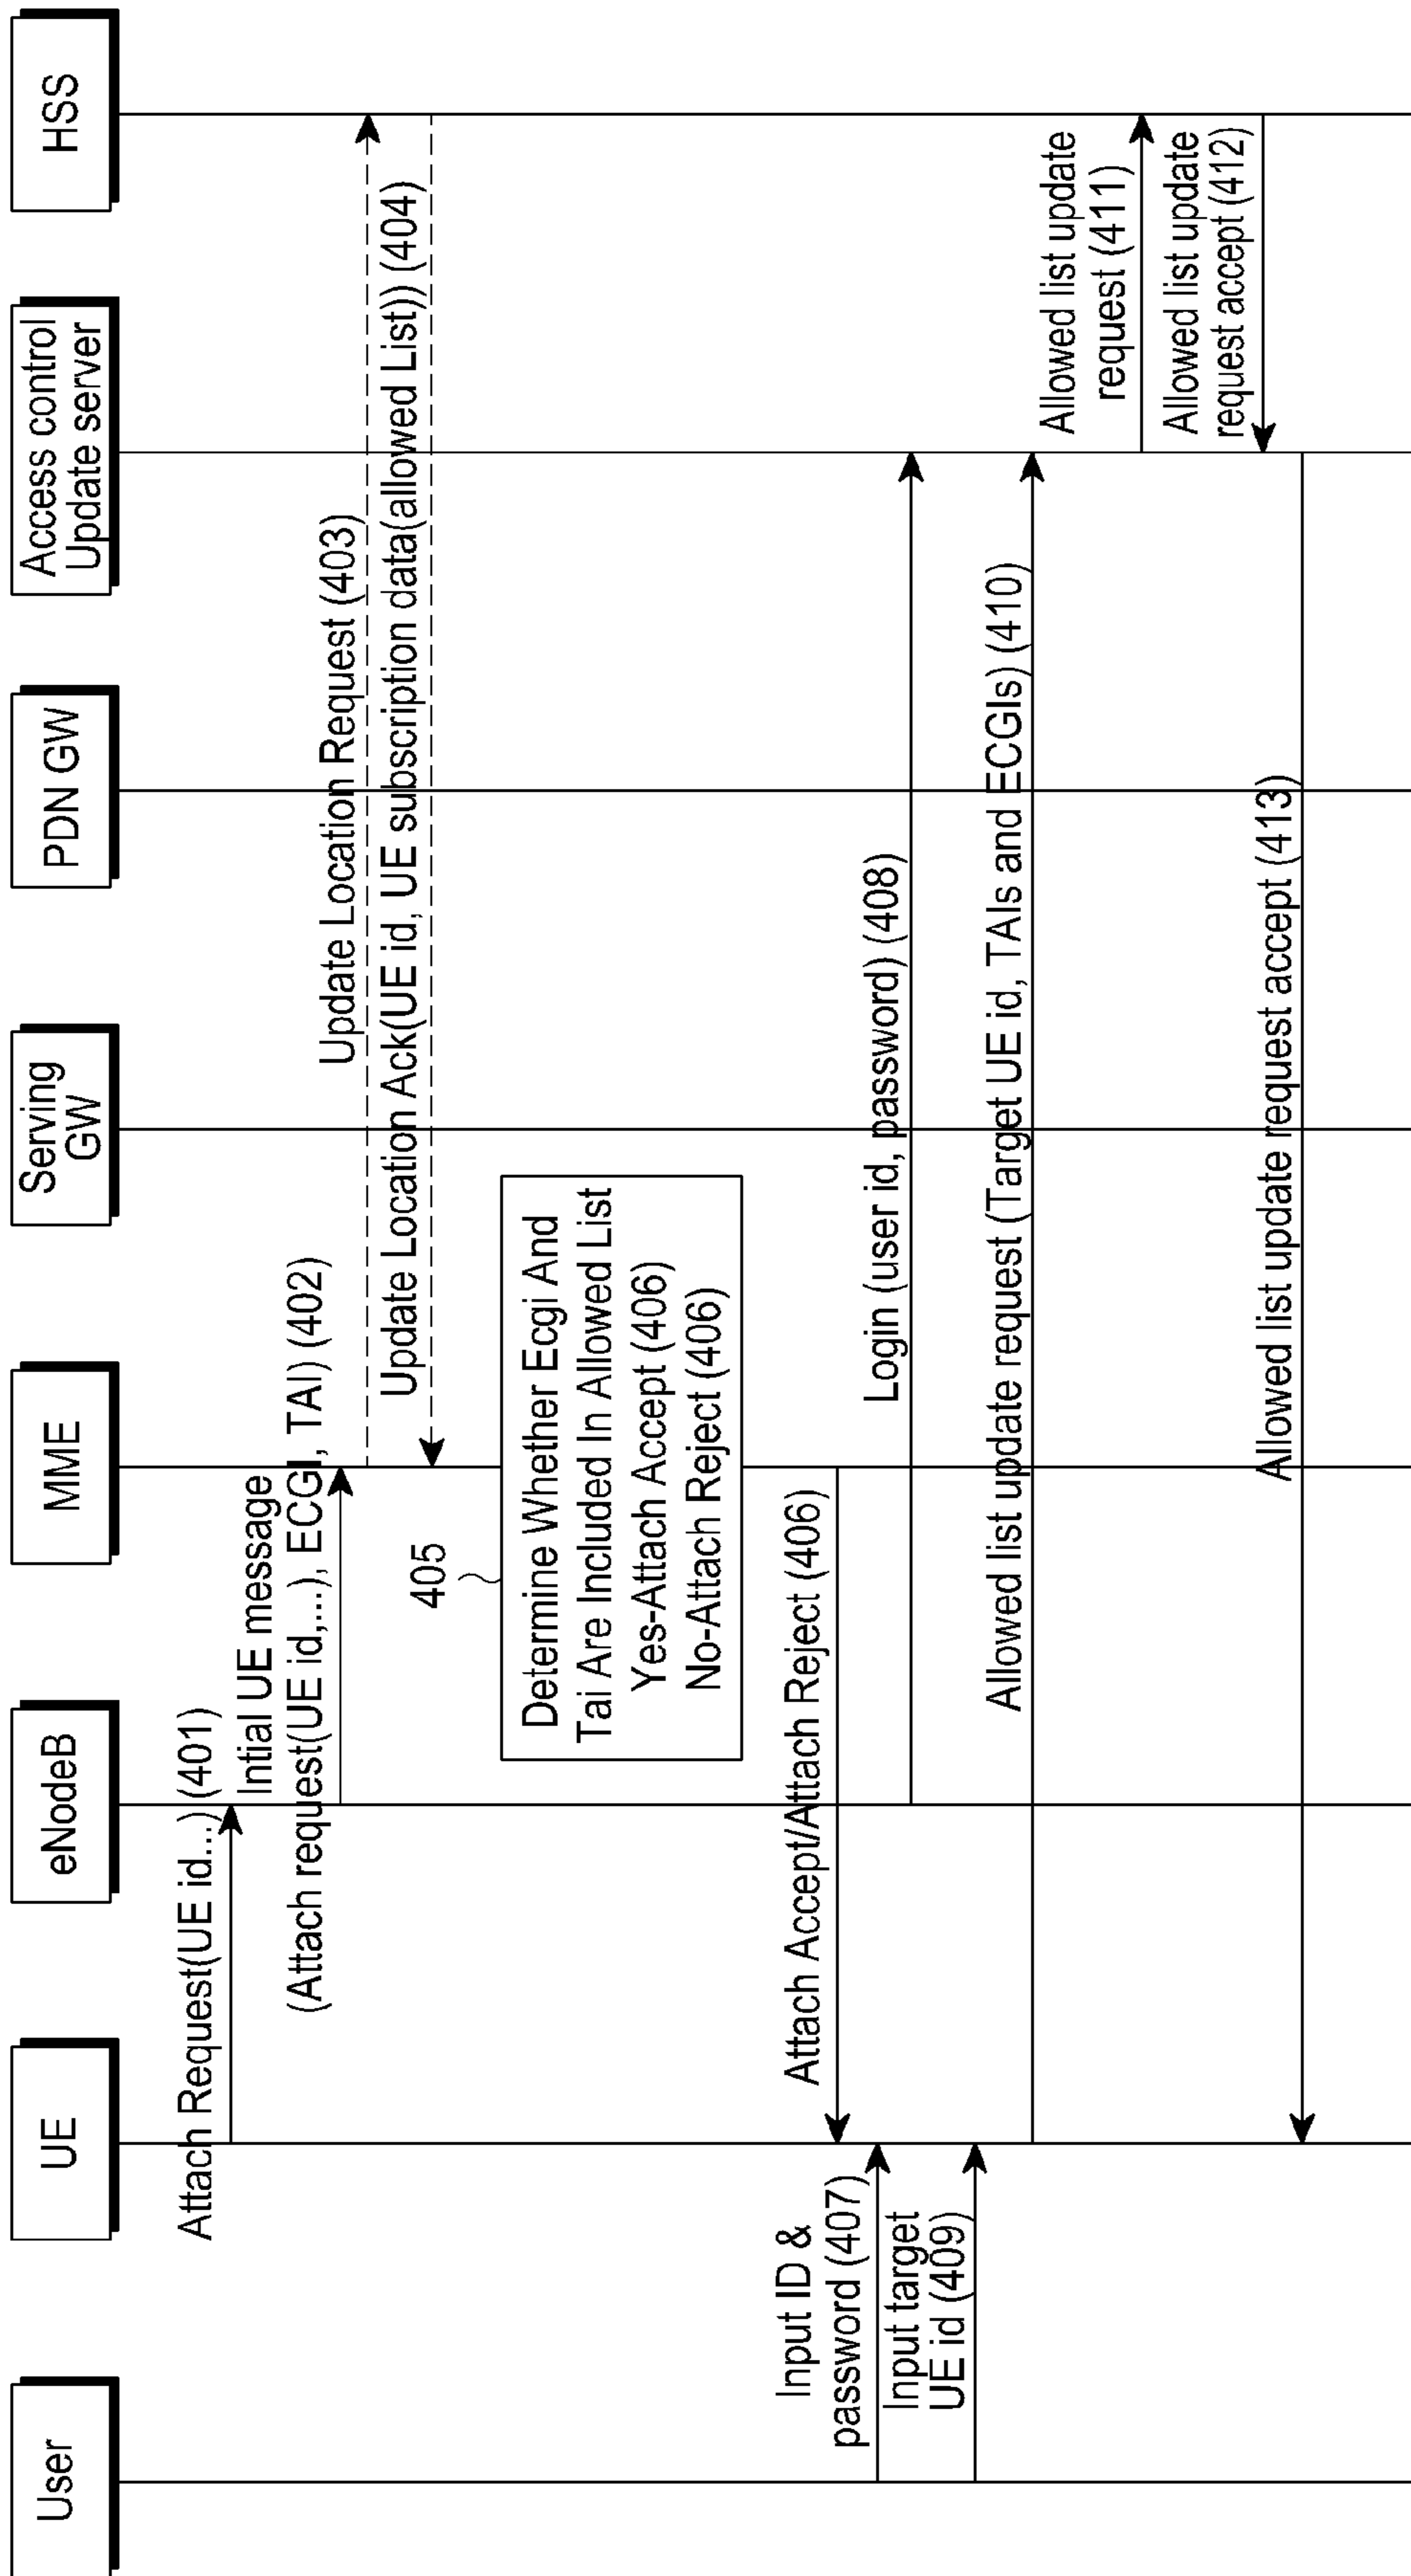 User
UE
eNodeB
MME
Serving
GW
PDN GW
Access control
Update server
HSS
Attach Request(UE id...) (401)
Intial UE message
(Attach request(UE id,...), ECGI, TAI) (402)
Update Location Request (403)
Update Location Ack(UE id, UE subscription data(allowed List)) (404)
405
Determine Whether Ecgi And
Tai Are Included In Allowed List
Yes-Attach Accept (406)
No-Attach Reject (406)
Attach Accept/Attach Reject (406)
Input ID &
password (407)
Login (user id, password) (408)
Input target
UE id (409)
Allowed list update request (Target UE id, TAIs and ECGIs) (410)
Allowed list update
request (411)
Allowed list update
request accept (412)
Allowed list update request accept (413)